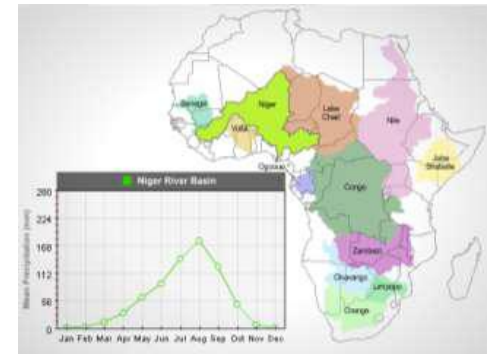 Senegal
Niger
Lake
Chad
Nile
Volta
Juba
Shabelle
Ogooue
Congo
Niger River Basin
Mean Precipitation (mm)
280
224
168
112
56
0
Jan Feb Mar Apr May Jun Jul Aug Sep Oct Nov Dec
Zambezi
Okavango
Limpopo
Orange